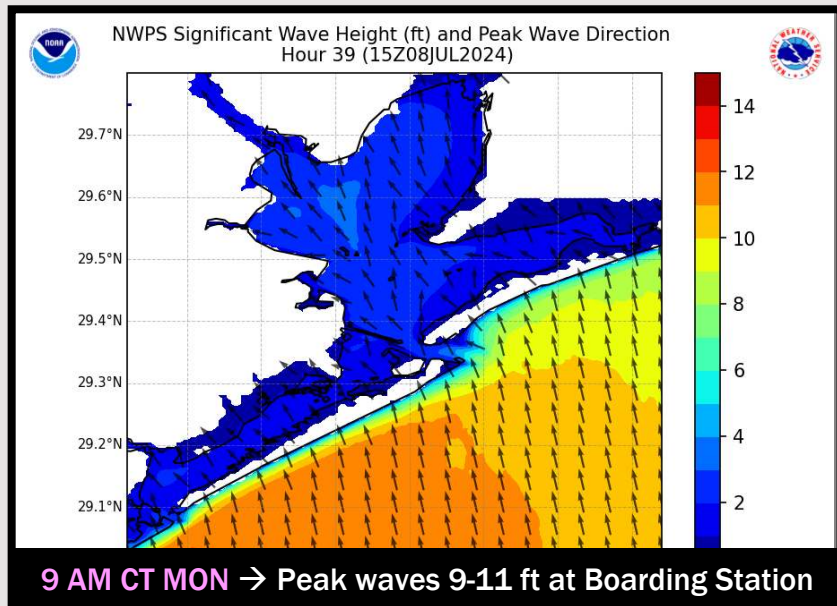 NWPS Significant Wave Height (ft) and Peak Wave Direction
Hour 39 (15Z08JUL2024)
NOAA
29.7°N
29.6°N
29.5°N
29.4°N
29.3°N
29.2°N
29.1°N
14
12
10
8
6
4
2
9 AM CT MON → Peak waves 9-11 ft at Boarding Station